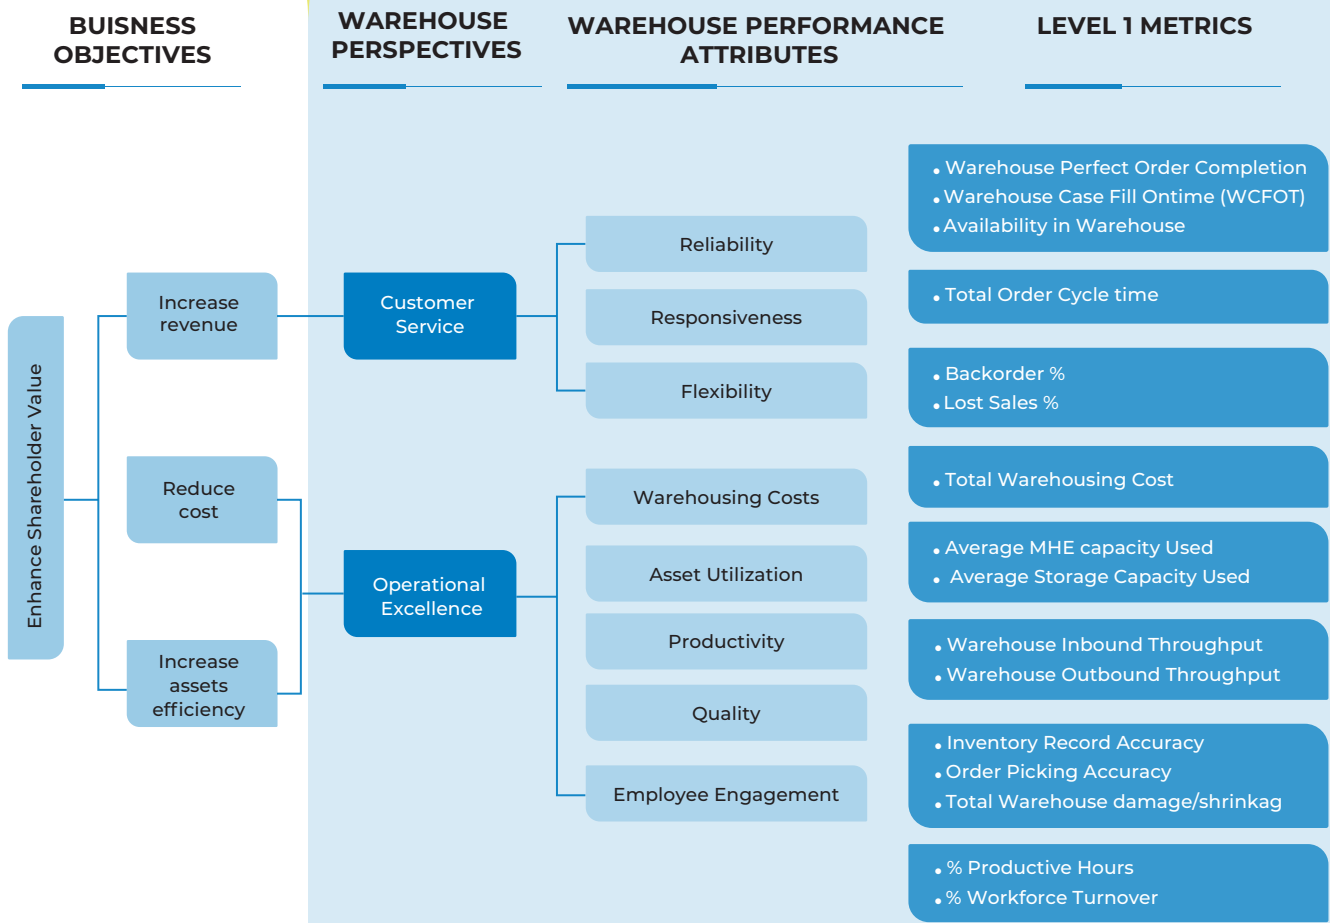 BUISNESS
OBJECTIVES
WAREHOUSE
PERSPECTIVES
WAREHOUSE PERFORMANCE
ATTRIBUTES
LEVEL 1 METRICS
Enhance Shareholder Value
Increase
revenue
Reduce
cost
Increase
assets
efficiency
Customer
Service
Operational
Excellence
Reliability
Responsiveness
Flexibility
Warehousing Costs
Asset Utilization
Productivity
Quality
Employee Engagement
• Warehouse Perfect Order Completion
• Warehouse Case Fill Ontime (WCFOT)
• Availability in Warehouse
• Total Order Cycle time
• Backorder %
• Lost Sales %
• Total Warehousing Cost
• Average MHE capacity Used
• Average Storage Capacity Used
• Warehouse Inbound Throughput
• Warehouse Outbound Throughput
• Inventory Record Accuracy
• Order Picking Accuracy
• Total Warehouse damage/shrinkag
• % Productive Hours
• % Workforce Turnover